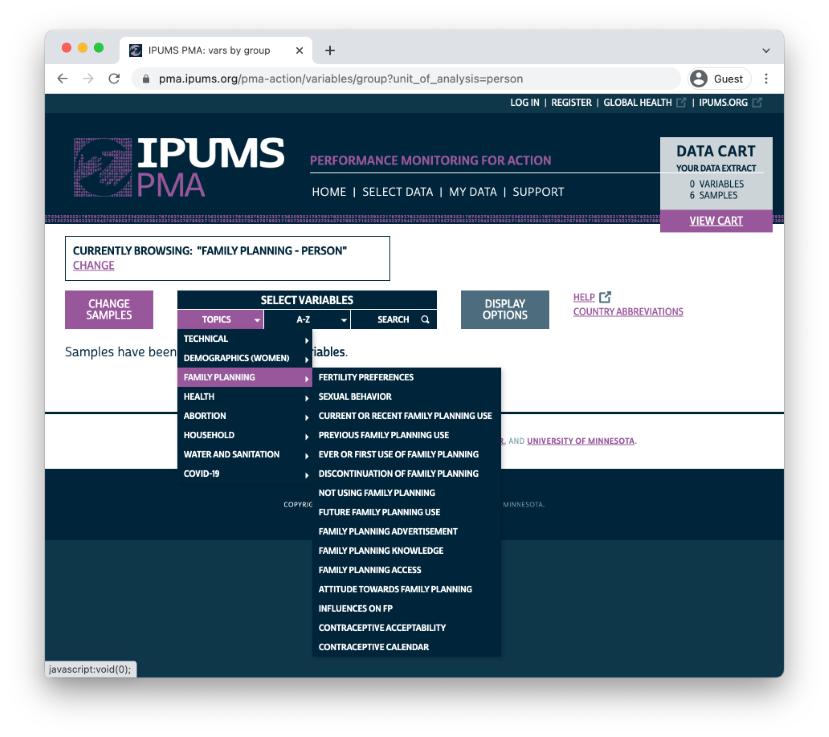 IPUMS PMA: vars by group
pma.ipums.org/pma-action/variables/group?unit_of_analysis=person
Guest
LOG IN | REGISTER | GLOBAL HEALTH | IPUMS.ORG
IPUMS
PMA
PERFORMANCE MONITORING FOR ACTION
HOME | SELECT DATA | MY DATA | SUPPORT
DATA CART
YOUR DATA EXTRACT
0 VARIABLES
6 SAMPLES
VIEW CART
CURRENTLY BROWSING: "FAMILY PLANNING - PERSON"
CHANGE
CHANGE
SAMPLES
SELECT VARIABLES
TOPICS
A-Z
SEARCH
DISPLAY
OPTIONS
HELP
COUNTRY ABBREVIATIONS
Samples have been
TECHNICAL
DEMOGRAPHICS (WOMEN)
FAMILY PLANNING
HEALTH
ABORTION
HOUSEHOLD
WATER AND SANITATION
COVID-19
FERTILITY PREFERENCES
SEXUAL BEHAVIOR
CURRENT OR RECENT FAMILY PLANNING USE
PREVIOUS FAMILY PLANNING USE
EVER OR FIRST USE OF FAMILY PLANNING
DISCONTINUATION OF FAMILY PLANNING
NOT USING FAMILY PLANNING
FUTURE FAMILY PLANNING USE
FAMILY PLANNING ADVERTISEMENT
FAMILY PLANNING KNOWLEDGE
FAMILY PLANNING ACCESS
ATTITUDE TOWARDS FAMILY PLANNING
INFLUENCES ON FP
CONTRACEPTIVE ACCEPTABILITY
CONTRACEPTIVE CALENDAR
, AND UNIVERSITY OF MINNESOTA.
MINNESOTA.
javascript:void(0);